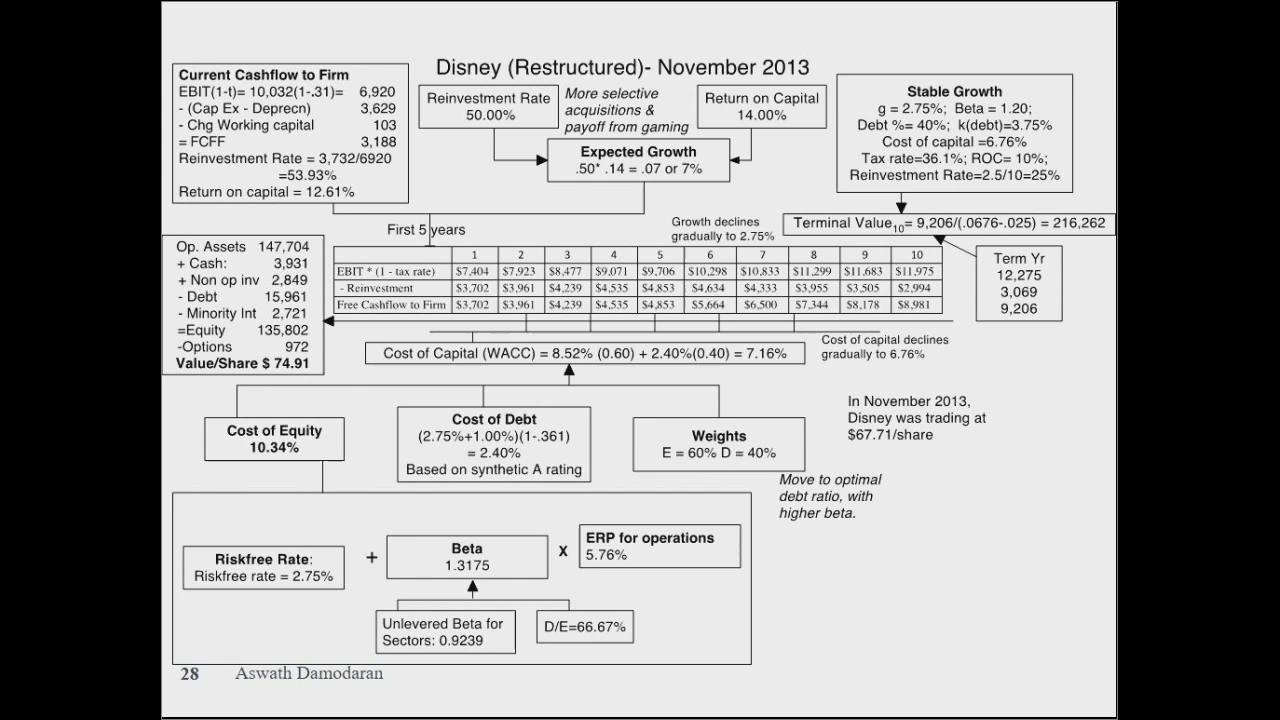 Disney (Restructured)- November 2013
Current Cashflow to Firm
EBIT(1-t)= 10,032(1-.31)= 6,920
- (Cap Ex - Deprecn) 3,629
- Chg Working capital 103
= FCFF 3,188
Reinvestment Rate = 3,732/6920
=53.93%
Return on capital = 12.61%
Reinvestment Rate
50.00%
More selective
acquisitions &
payoff from gaming
Return on Capital
14.00%
Expected Growth
.50* .14 = .07 or 7%
Stable Growth
g = 2.75%; Beta = 1.20;
Debt %= 40%; k(debt)=3.75%
Cost of capital =6.76%
Tax rate=36.1%; ROC= 10%;
Reinvestment Rate=2.5/10=25%
First 5 years
Growth declines
gradually to 2.75%
Terminal Value10= 9,206/(.0676-.025) = 216,262
Op. Assets 147,704
+ Cash: 3,931
+ Non op inv 2,849
- Debt 15,961
- Minority Int 2,721
=Equity 135,802
-Options 972
Value/Share $ 74.91
1 2 3 4 5 6 7 8 9 10
EBIT * (1 - tax rate) $7,404 $7,923 $8,477 $9,071 $9,706 $10,298 $10,833 $11,299 $11,683 $11,975
- Reinvestment $3,702 $3,961 $4,239 $4,535 $4,853 $4,634 $4,333 $3,955 $3,505 $2,994
Free Cashflow to Firm $3,702 $3,961 $4,239 $4,535 $4,853 $5,664 $6,500 $7,344 $8,178 $8,981
Term Yr
12,275
3,069
9,206
Cost of Capital (WACC) = 8.52% (0.60) + 2.40%(0.40) = 7.16%
Cost of capital declines
gradually to 6.76%
Cost of Equity
10.34%
Cost of Debt
(2.75%+1.00%)(1-.361)
= 2.40%
Based on synthetic A rating
Weights
E = 60% D = 40%
In November 2013,
Disney was trading at
$67.71/share
Move to optimal
debt ratio, with
higher beta.
Riskfree Rate:
Riskfree rate = 2.75%
+
Beta
1.3175
X
ERP for operations
5.76%
Unlevered Beta for
Sectors: 0.9239
D/E=66.67%
28 Aswath Damodaran